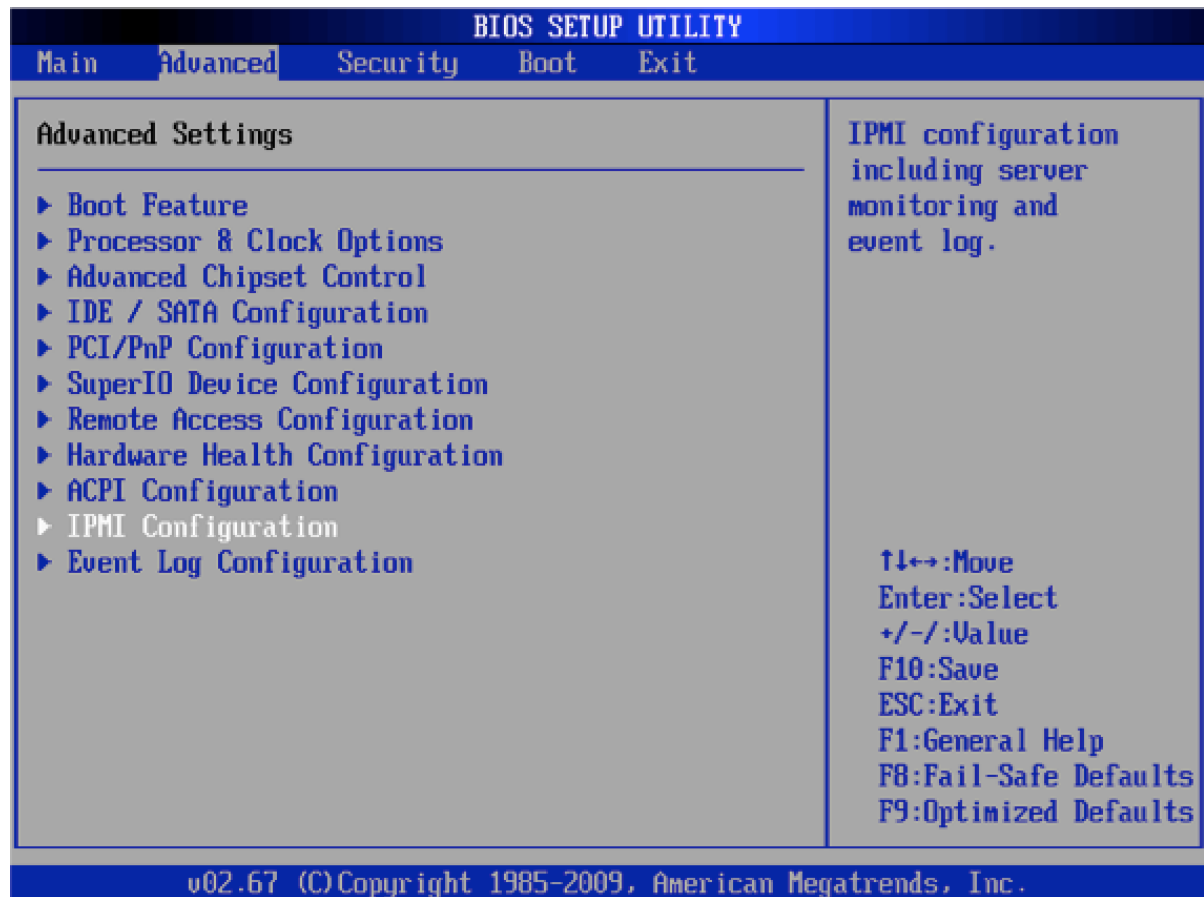 BIOS SETUP UTILITY
Main Advanced Security Boot Exit
Advanced Settings
▶ Boot Feature
▶ Processor & Clock Options
▶ Advanced Chipset Control
▶ IDE / SATA Configuration
▶ PCI/PnP Configuration
▶ SuperIO Device Configuration
▶ Remote Access Configuration
▶ Hardware Health Configuration
▶ ACPI Configuration
▶ IPMI Configuration
▶ Event Log Configuration
IPMI configuration
including server
monitoring and
event log.
↑↓←→:Move
Enter:Select
+/-/:Value
F10:Save
ESC:Exit
F1:General Help
F8:Fail-Safe Defaults
F9:Optimized Defaults
v02.67 (C)Copyright 1985-2009, American Megatrends, Inc.